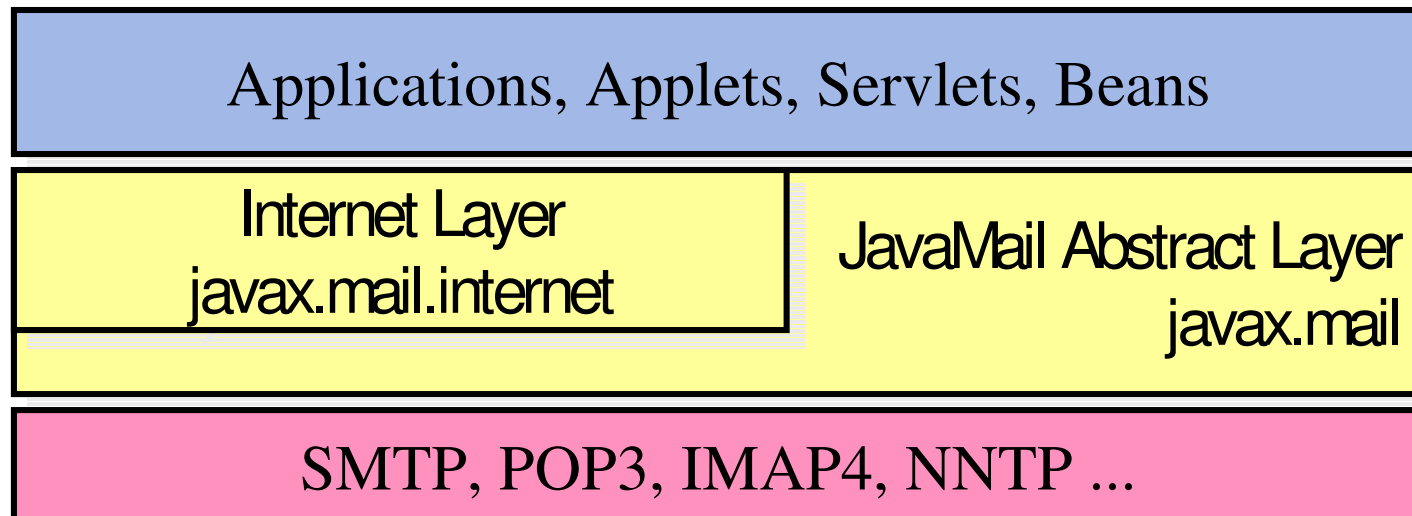 Applications, Applets, Servlets, Beans
Internet Layer
javax.mail.internet
JavaMail Abstract Layer
javax.mail
SMTP, POP3, IMAP4, NNTP ...